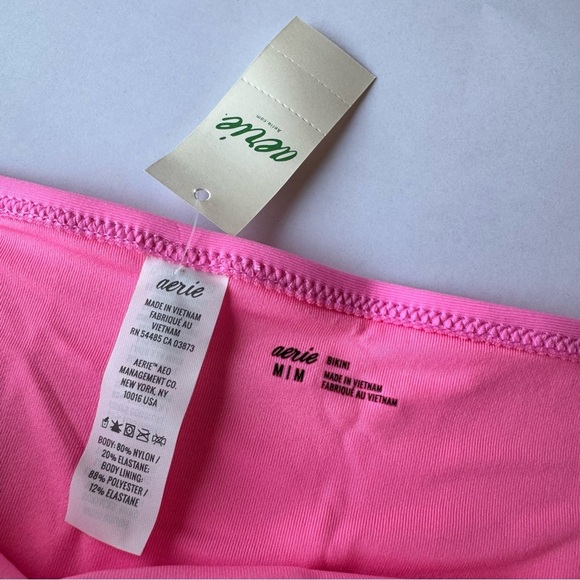 aerie.
Aerie.com
aerie
MADE IN VIETNAM
FABRIQUÉ AU
VIETNAM
RN 54485 CA 03873
AERIE™ AEO
MANAGEMENT CO.
NEW YORK, NY
10016 USA
BODY: 80% NYLON /
20% ELASTANE:
BODY LINING:
88% POLYESTER /
12% ELASTANE
aerie BIKINI
M|M MADE IN VIETNAM
FABRIQUÉ AU VIETNAM